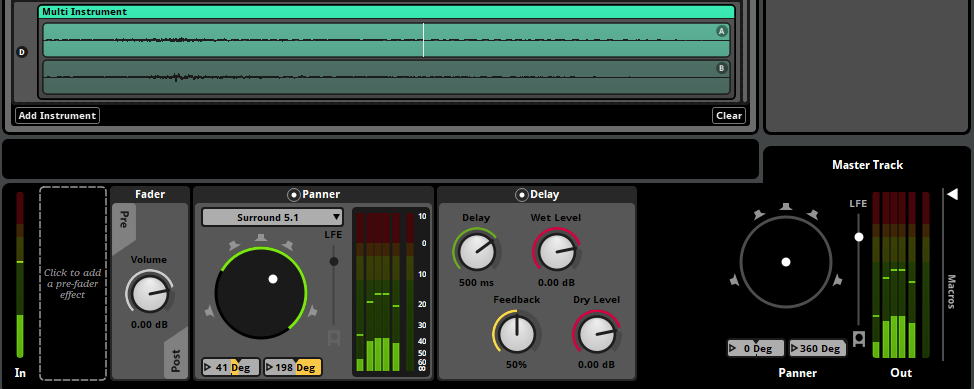 Multi Instrument
A
D
B
Add Instrument
Clear
Master Track
Fader
Panner
Delay
Pre
Surround 5.1
LFE
10
0
10
20
30
40
50
60
80
Volume
0.00 dB
Click to add
a pre-fader
effect
Post
41 Deg
198 Deg
Delay
Wet Level
500 ms
0.00 dB
Feedback
Dry Level
50%
0.00 dB
LFE
Macros
0 Deg
360 Deg
In
Panner
Out